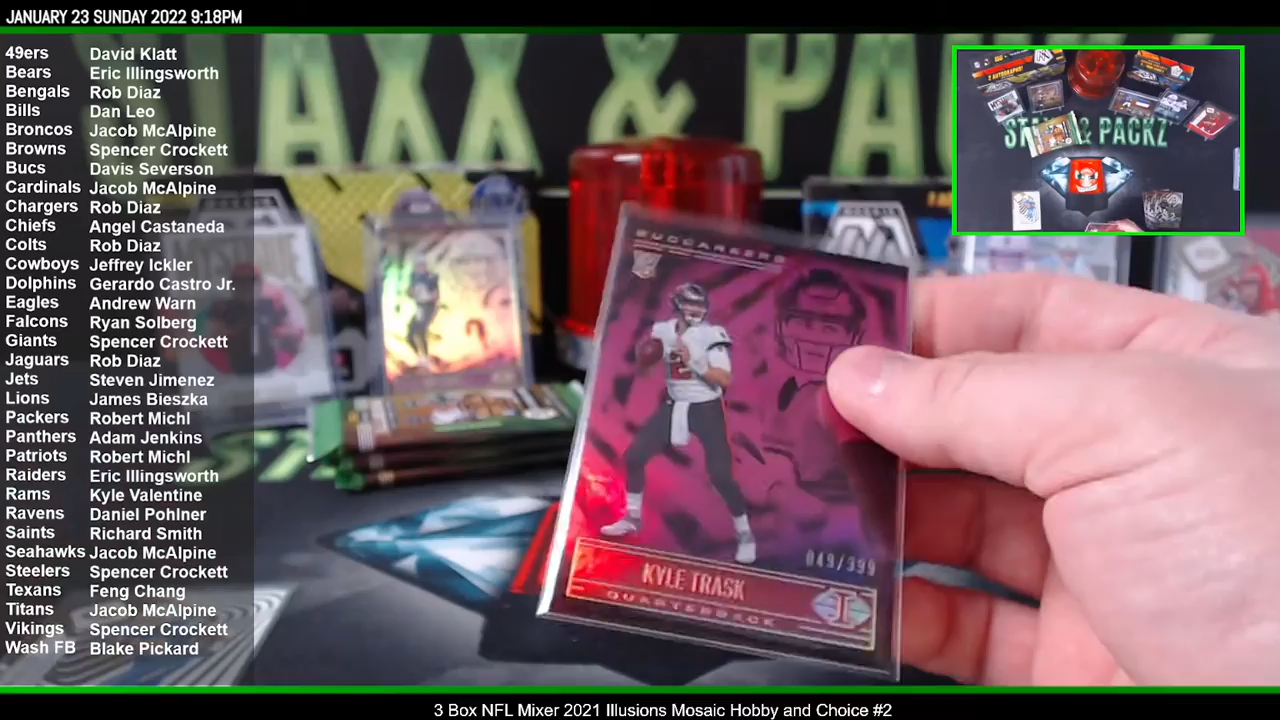 JANUARY 23 SUNDAY 2022 9:18PM
49ers David Klatt
Bears Eric Illingsworth
Bengals Rob Diaz
Bills Dan Leo
Broncos Jacob McAlpine
Browns Spencer Crockett
Bucs Davis Severson
Cardinals Jacob McAlpine
Chargers Rob Diaz
Chiefs Angel Castaneda
Colts Rob Diaz
Cowboys Jeffrey Ickler
Dolphins Gerardo Castro Jr.
Eagles Andrew Warn
Falcons Ryan Solberg
Giants Spencer Crockett
Jaguars Rob Diaz
Jets Steven Jimenez
Lions James Bieszka
Packers Robert Michl
Panthers Adam Jenkins
Patriots Robert Michl
Raiders Eric Illingsworth
Rams Kyle Valentine
Ravens Daniel Pohlner
Saints Richard Smith
Seahawks Jacob McAlpine
Steelers Spencer Crockett
Texans Feng Chang
Titans Jacob McAlpine
Vikings Spencer Crockett
Wash FB Blake Pickard
BUCCANEERS
049/399
KYLE TRASK
QUARTERBACK
& PACKZ
3 Box NFL Mixer 2021 Illusions Mosaic Hobby and Choice #2